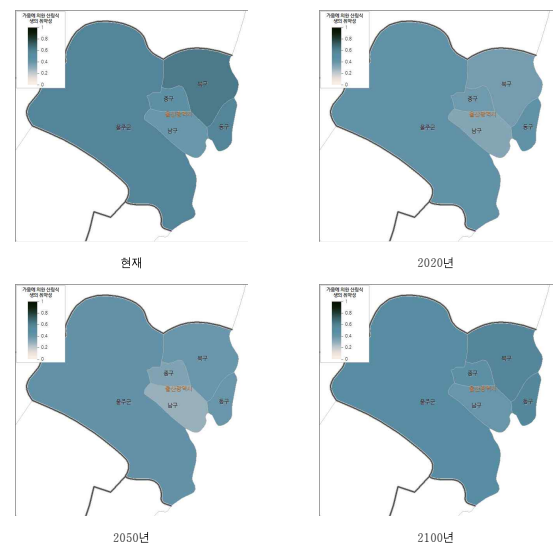 가뭄에 의한 산림식
생의 취약성
1
0.8
0.6
0.4
0.2
0
북구
중구
울산광역시
울주군
남구
동구
현재
가뭄에 의한 산림식
생의 취약성
1
0.8
0.6
0.4
0.2
0
북구
중구
울산광역시
울주군
남구
동구
2020년
가뭄에 의한 산림식
생의 취약성
1
0.8
0.6
0.4
0.2
0
북구
중구
울산광역시
울주군
남구
동구
2050년
가뭄에 의한 산림식
생의 취약성
1
0.8
0.6
0.4
0.2
0
북구
중구
울산광역시
울주군
남구
동구
2100년